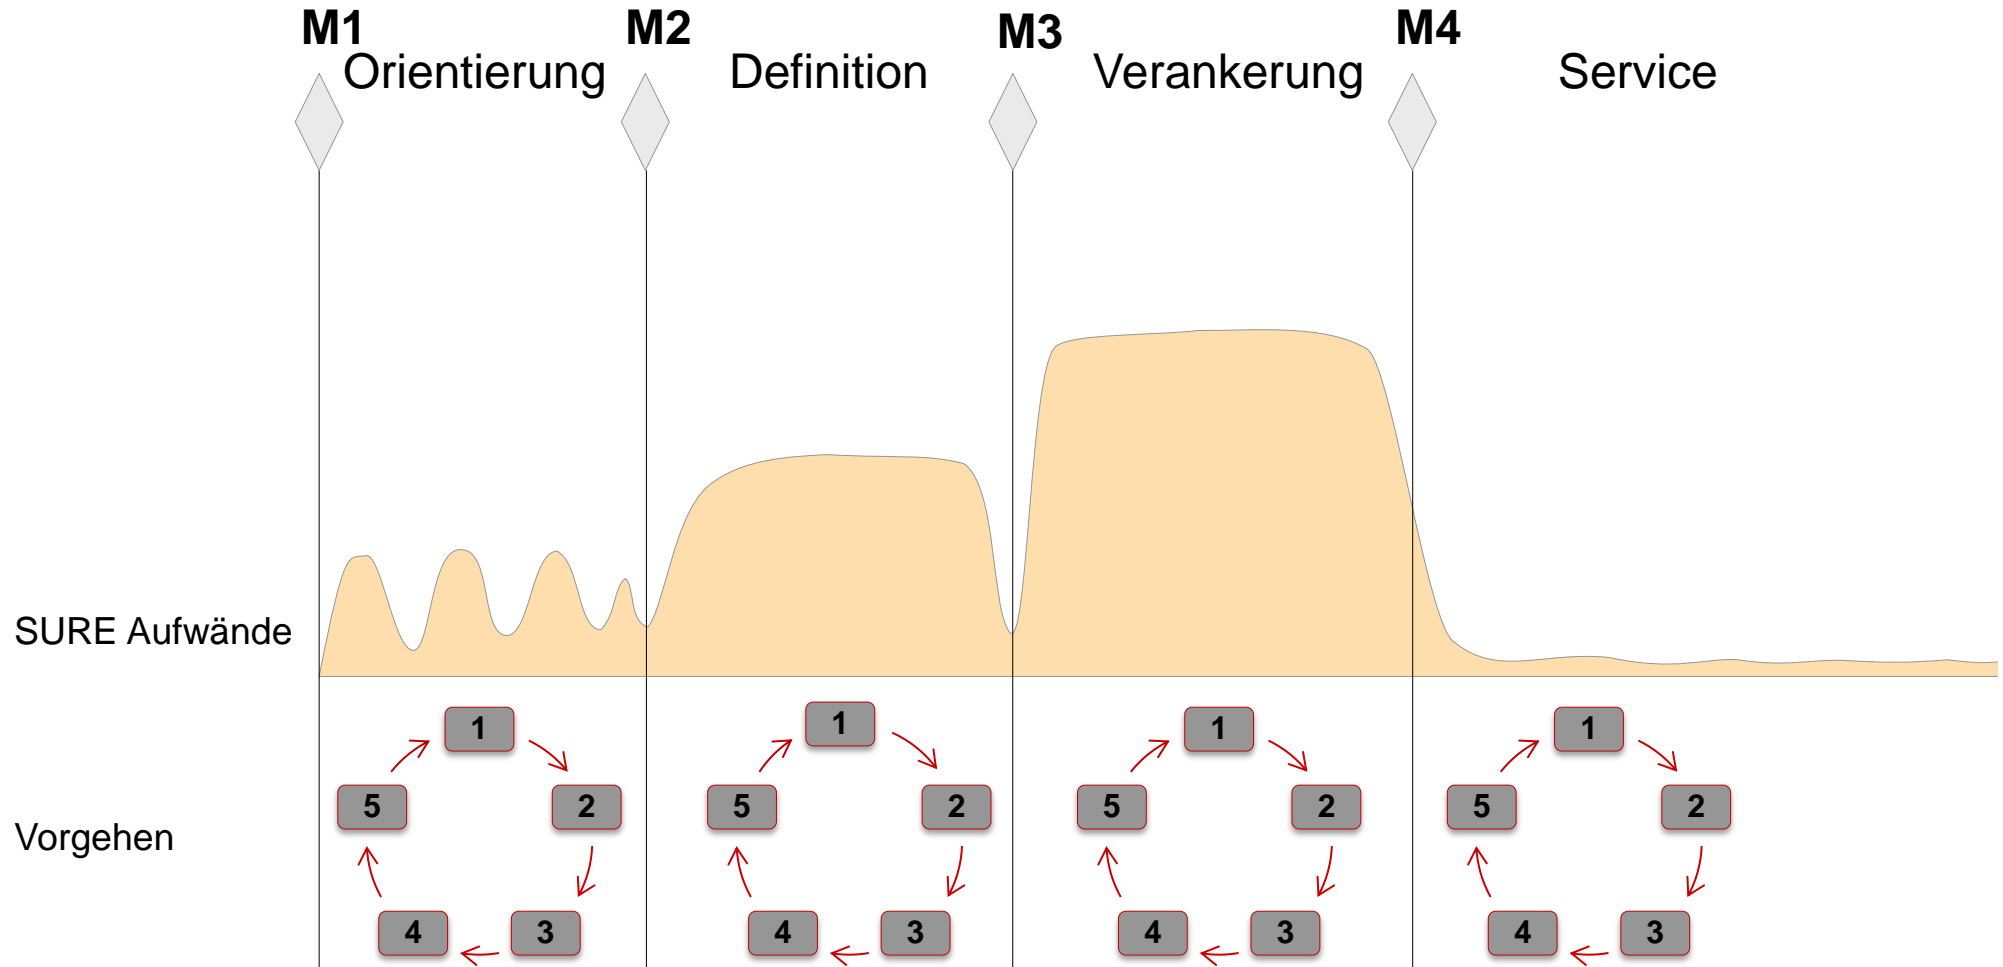 M1 M2 M3 M4
Orientierung Definition Verankerung Service
SURE Aufwände
1 1 1 1
5 2 5 2 5 2 5 2
Vorgehen
4 3 4 3 4 3 4 3